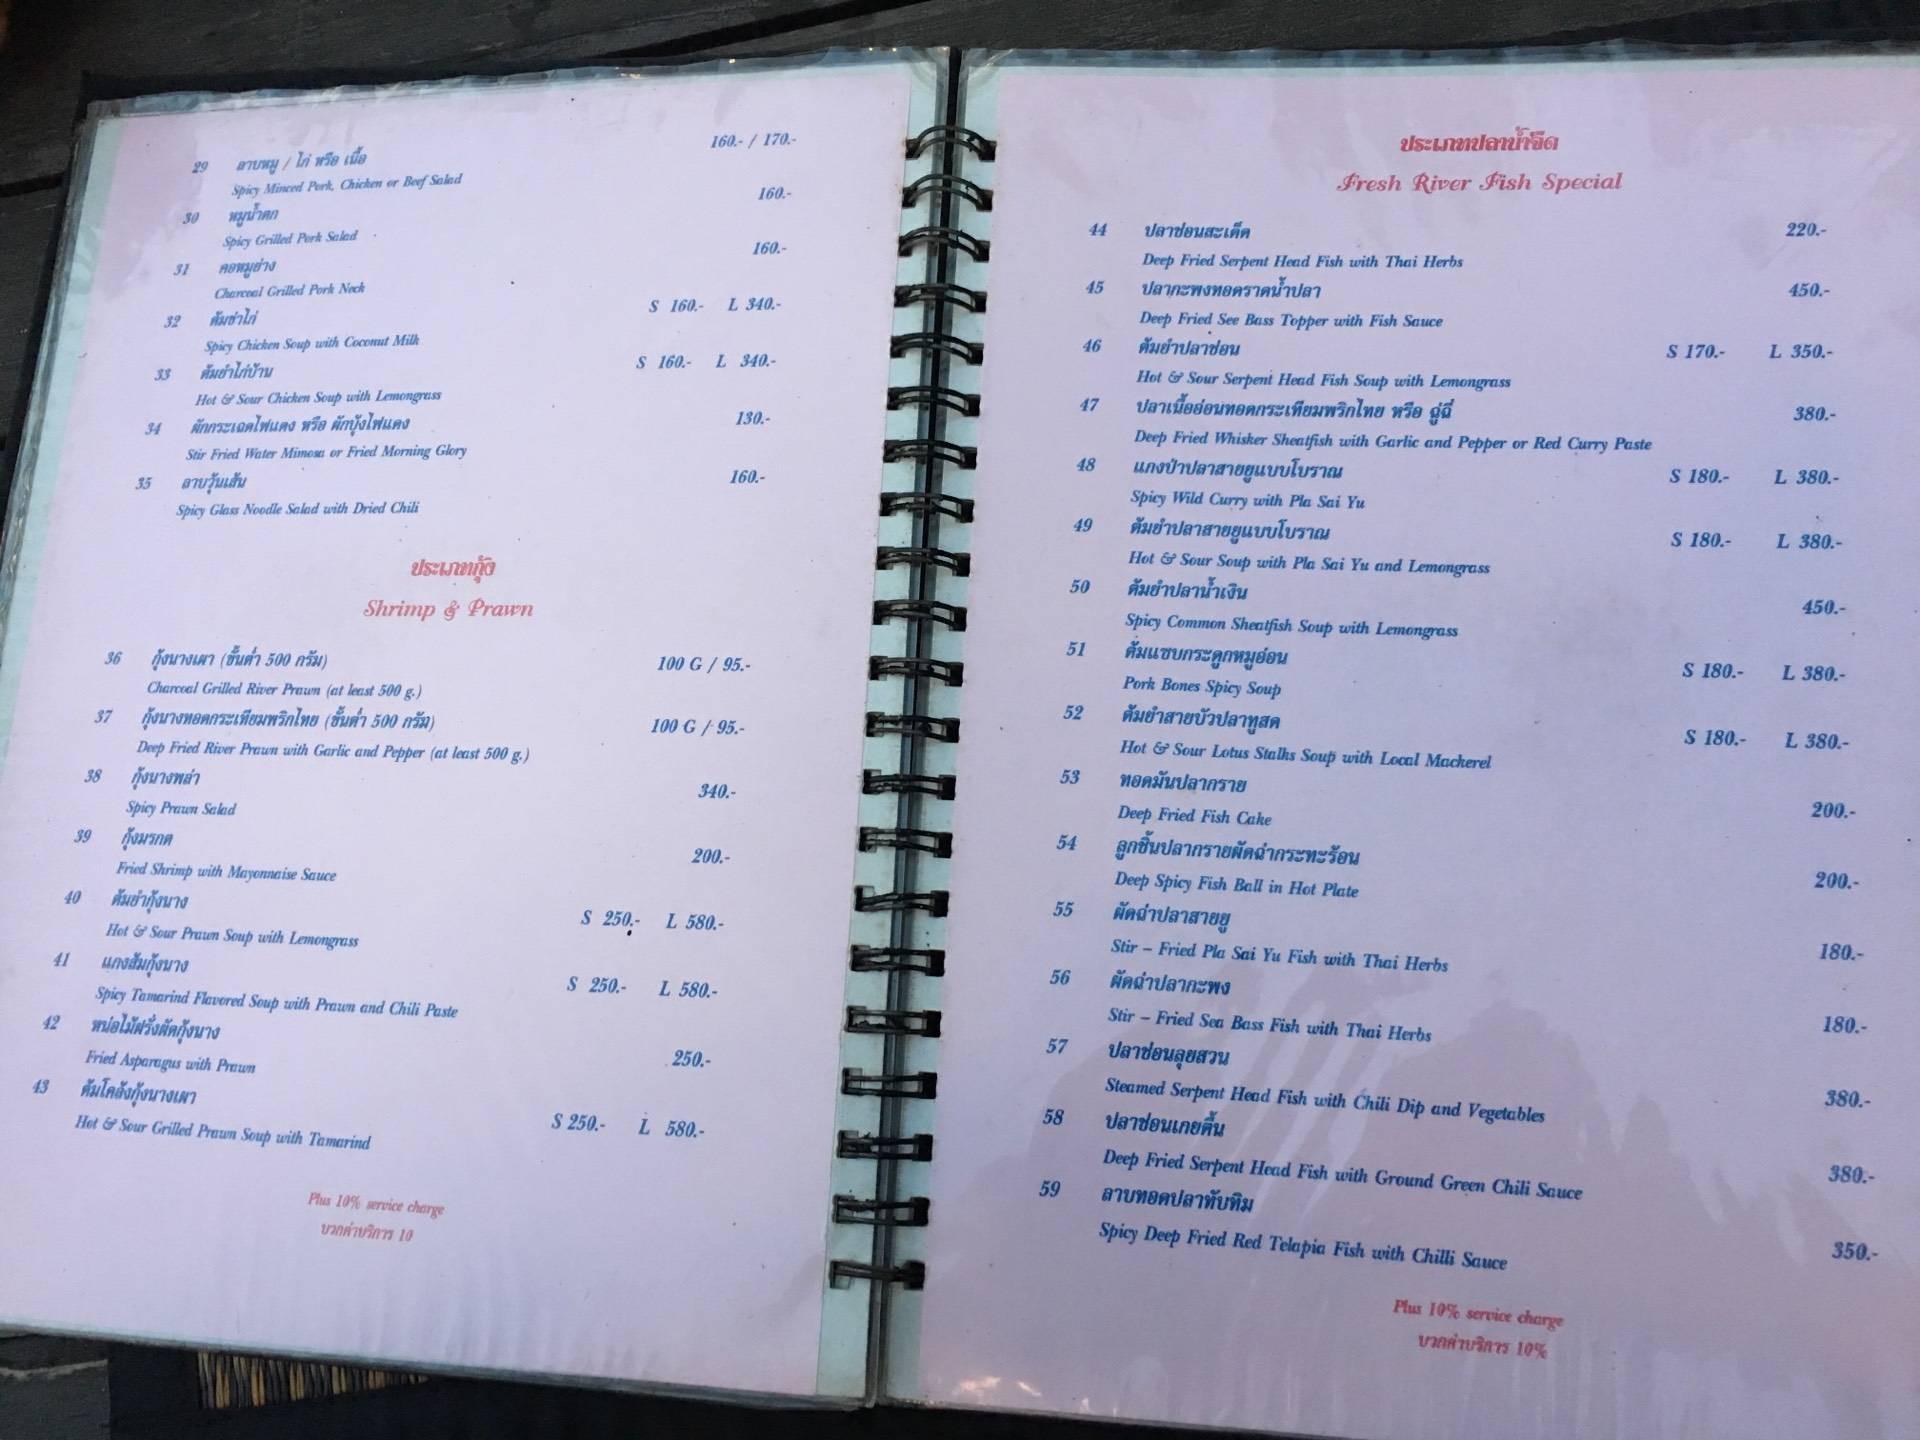 29 ลาบหมู / ไก่ หรือ เนื้อ 160.- / 170.-
Spicy Minced Pork, Chicken or Beef Salad
30 หมูน้ำตก 160.-
Spicy Grilled Pork Salad
31 คอหมูย่าง 160.-
Charcoal Grilled Pork Neck
32 ต้มข่าไก่ S 160.- L 340.-
Spicy Chicken Soup with Coconut Milk
33 ต้มยำไก่บ้าน S 160.- L 340.-
Hot & Sour Chicken Soup with Lemongrass
34 ผักกระเฉดไฟแดง หรือ ผักบุ้งไฟแดง 130.-
Stir Fried Water Mimosa or Fried Morning Glory
35 ลาบวุ้นเส้น 160.-
Spicy Glass Noodle Salad with Dried Chili
ประเภทกุ้ง
Shrimp & Prawn
36 กุ้งนางเผา (ขั้นต่ำ 500 กรัม) 100 G / 95.-
Charcoal Grilled River Prawn (at least 500 g.)
37 กุ้งนางทอดกระเทียมพริกไทย (ขั้นต่ำ 500 กรัม) 100 G / 95.-
Deep Fried River Prawn with Garlic and Pepper (at least 500 g.)
38 กุ้งนางพล่า 340.-
Spicy Prawn Salad
39 กุ้งมรกต 200.-
Fried Shrimp with Mayonnaise Sauce
40 ต้มยำกุ้งนาง S 250.- L 580.-
Hot & Sour Prawn Soup with Lemongrass
41 แกงส้มกุ้งนาง S 250.- L 580.-
Spicy Tamarind Flavored Soup with Prawn and Chili Paste
42 หน่อไม้ฝรั่งผัดกุ้งนาง 250.-
Fried Asparagus with Prawn
43 ต้มโคล้งกุ้งนางเผา S 250.- L 580.-
Hot & Sour Grilled Prawn Soup with Tamarind
Plus 10% service charge
บวกค่าบริการ 10
ประเภทปลาน้ำจืด
Fresh River Fish Special
44 ปลาช่อนสะเด็ด 220.-
Deep Fried Serpent Head Fish with Thai Herbs
45 ปลากะพงทอดราดน้ำปลา 450.-
Deep Fried See Bass Topper with Fish Sauce
46 ต้มยำปลาช่อน S 170.- L 350.-
Hot & Sour Serpent Head Fish Soup with Lemongrass
47 ปลาเนื้ออ่อนทอดกระเทียมพริกไทย หรือ ฉู่ฉี่ 380.-
Deep Fried Whisker Sheatfish with Garlic and Pepper or Red Curry Paste
48 แกงป่าปลาสายยูแบบโบราณ S 180.- L 380.-
Spicy Wild Curry with Pla Sai Yu
49 ต้มยำปลาสายยูแบบโบราณ S 180.- L 380.-
Hot & Sour Soup with Pla Sai Yu and Lemongrass
50 ต้มยำปลาน้ำเงิน 450.-
Spicy Common Sheatfish Soup with Lemongrass
51 ต้มแซบกระดูกหมูอ่อน S 180.- L 380.-
Pork Bones Spicy Soup
52 ต้มยำสายบัวปลาทูสด S 180.- L 380.-
Hot & Sour Lotus Stalks Soup with Local Mackerel
53 ทอดมันปลากราย 200.-
Deep Fried Fish Cake
54 ลูกชิ้นปลากรายผัดฉ่ากระทะร้อน 200.-
Deep Spicy Fish Ball in Hot Plate
55 ผัดฉ่าปลาสายยู 180.-
Stir - Fried Pla Sai Yu Fish with Thai Herbs
56 ผัดฉ่าปลากะพง 180.-
Stir - Fried Sea Bass Fish with Thai Herbs
57 ปลาช่อนลุยสวน 380.-
Steamed Serpent Head Fish with Chili Dip and Vegetables
58 ปลาช่อนเกยตื้น 380.-
Deep Fried Serpent Head Fish with Ground Green Chili Sauce
59 ลาบทอดปลาทับทิม 350.-
Spicy Deep Fried Red Telapia Fish with Chilli Sauce
Plus 10% service charge
บวกค่าบริการ 10%